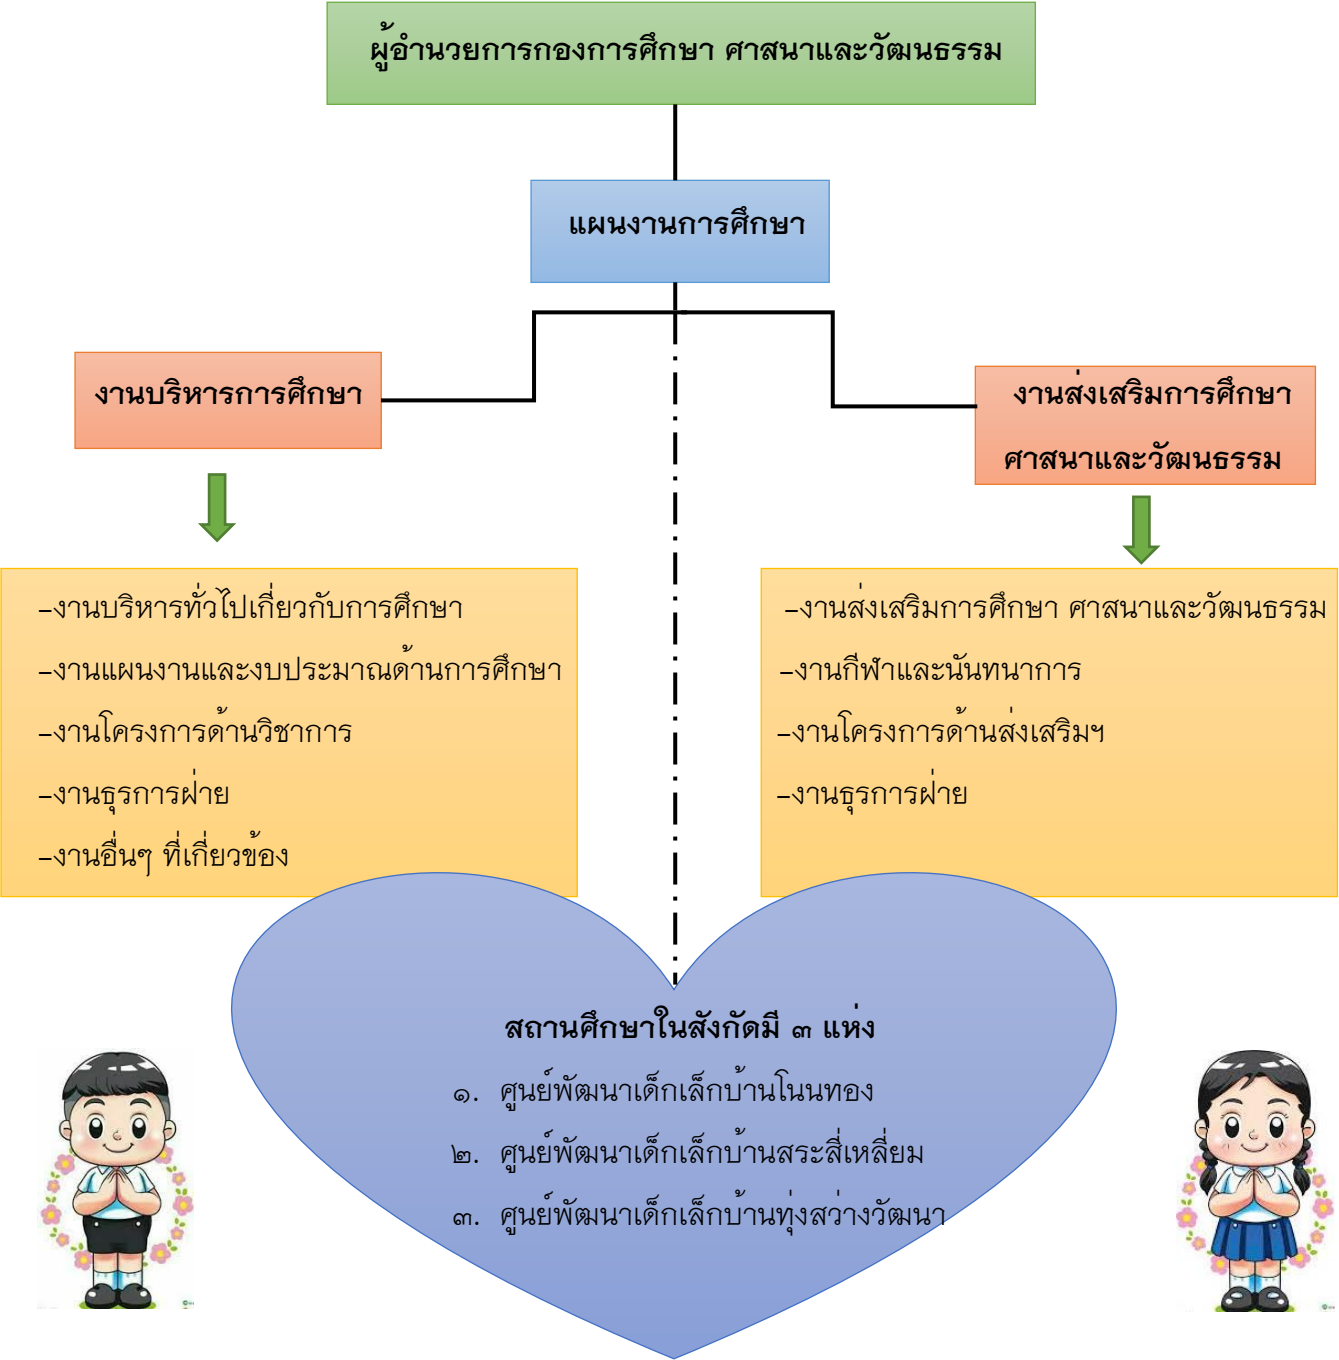 ผู้อำนวยการกองการศึกษา ศาสนาและวัฒนธรรม
แผนงานการศึกษา
งานบริหารการศึกษา
งานส่งเสริมการศึกษา
ศาสนาและวัฒนธรรม
-งานบริหารทั่วไปเกี่ยวกับการศึกษา
-งานแผนงานและงบประมาณด้านการศึกษา
-งานโครงการด้านวิชาการ
-งานธุรการฝ่าย
-งานอื่นๆ ที่เกี่ยวข้อง
-งานส่งเสริมการศึกษา ศาสนาและวัฒนธรรม
-งานกีฬาและนันทนาการ
-งานโครงการด้านส่งเสริมฯ
-งานธุรการฝ่าย
สถานศึกษาในสังกัดมี ๓ แห่ง
๑. ศูนย์พัฒนาเด็กเล็กบ้านโนนทอง
๒. ศูนย์พัฒนาเด็กเล็กบ้านสระสี่เหลี่ยม
๓. ศูนย์พัฒนาเด็กเล็กบ้านทุ่งสว่างวัฒนา